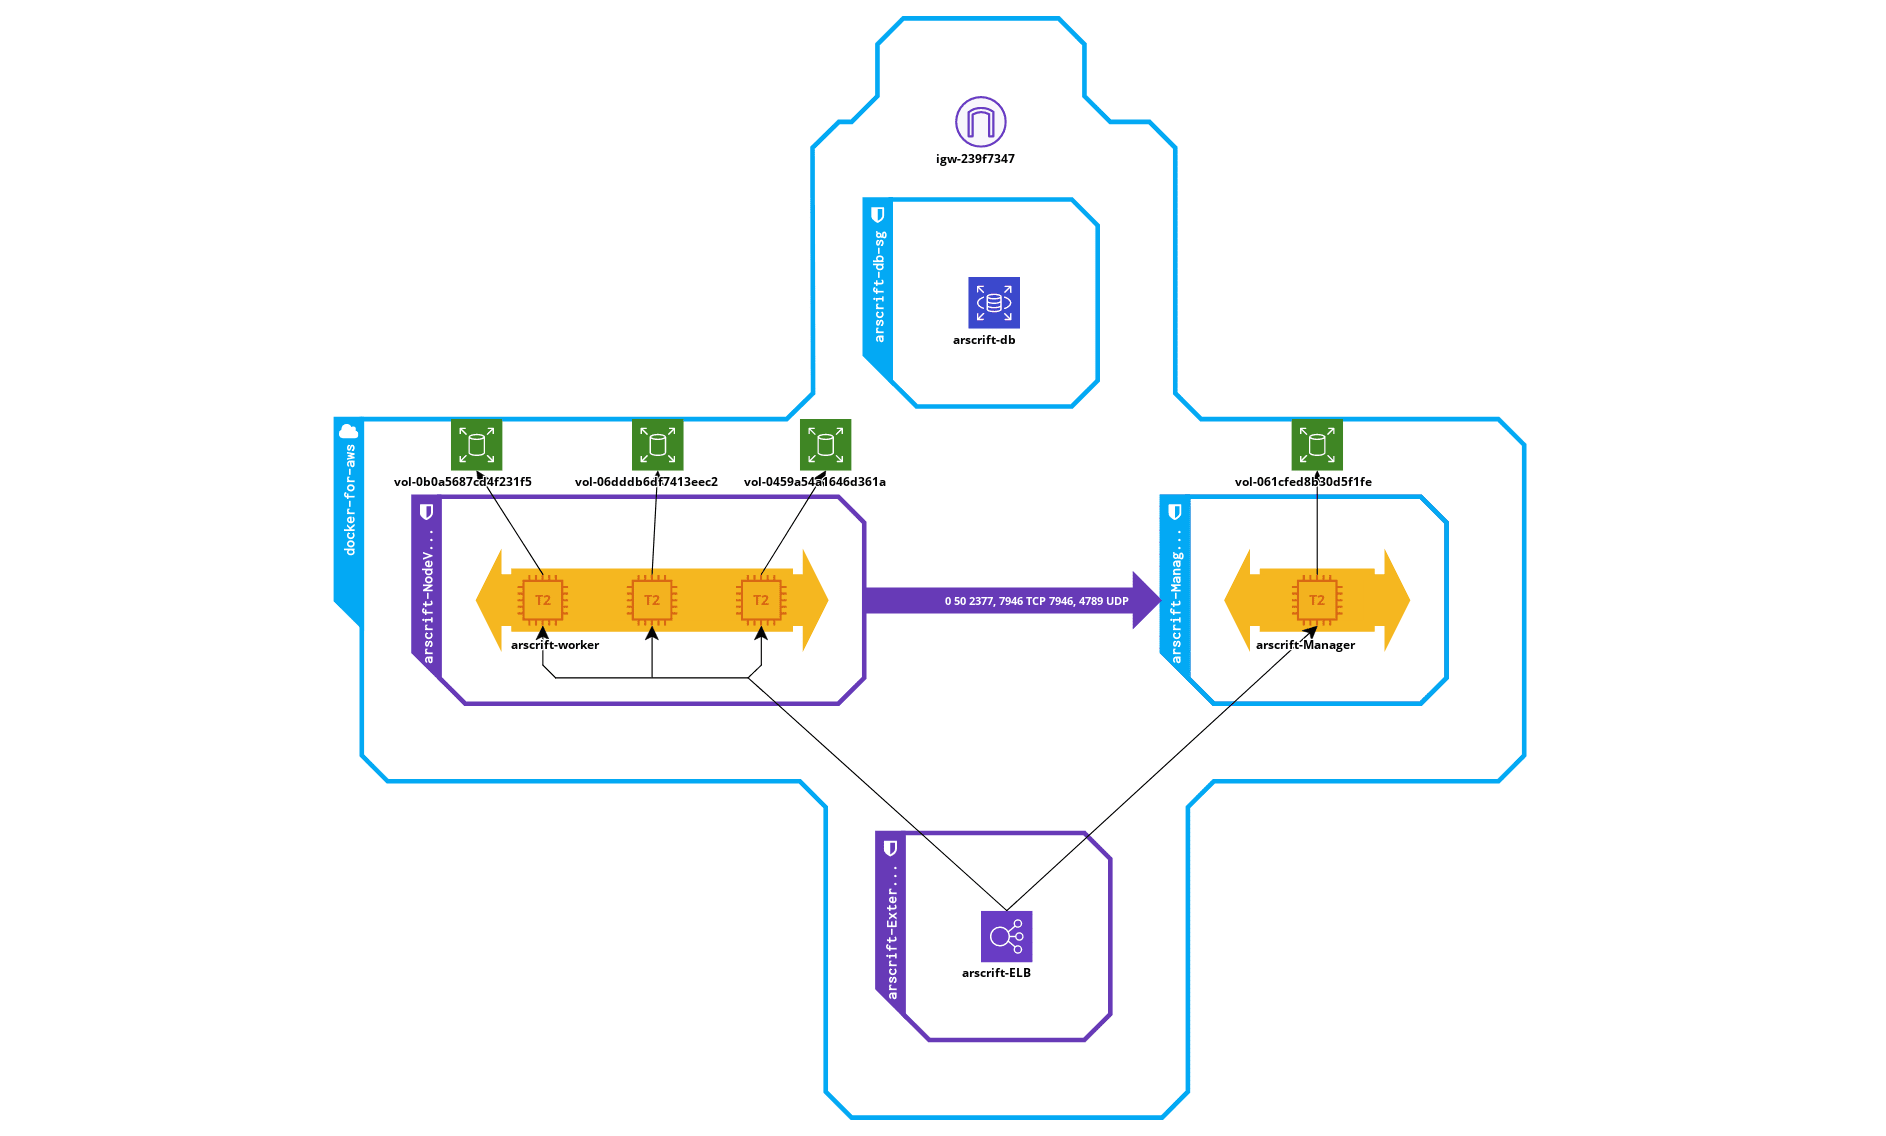 igw-239f7347
arscrift-db-sg
arscrift-db
docker-for-aws
vol-0b0a5687cd4f231f5
vol-06dddb6df7413eec2
vol-0459a54a1646d361a
vol-061cfed8b30d5f1fe
arscrift-NodeV...
T2
T2
T2
arscrift-worker
0 50 2377, 7946 TCP 7946, 4789 UDP
arscrift-Manag...
T2
arscrift-Manager
arscrift-Exter...
arscrift-ELB